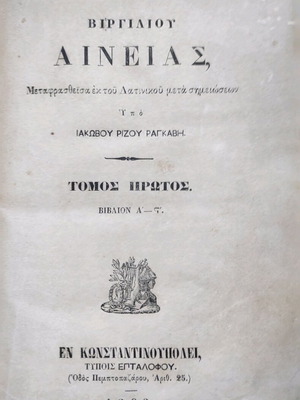 ΒΙΡΓΙΛΙΟΥ
ΑΙΝΕΙΑΣ,
Μεταφρασθεῖσα ἐκ τοῦ Λατινικοῦ μετὰ σημειώσεων
Ὑπὸ
ΙΑΚΩΒΟΥ ΡΙΖΟΥ ΡΑΓΚΑΒΗ.
ΤΟΜΟΣ ΠΡΩΤΟΣ.
ΒΙΒΛΙΟΝ Α΄—Ϛ΄.
ΕΝ ΚΩΝΣΤΑΝΤΙΝΟΥΠΟΛΕΙ,
ΤΥΠΟΙΣ ΕΠΤΑΛΟΦΟΥ.
(Ὁδὸς Πεμπτοπαζάρου, Ἀριθ. 25.)